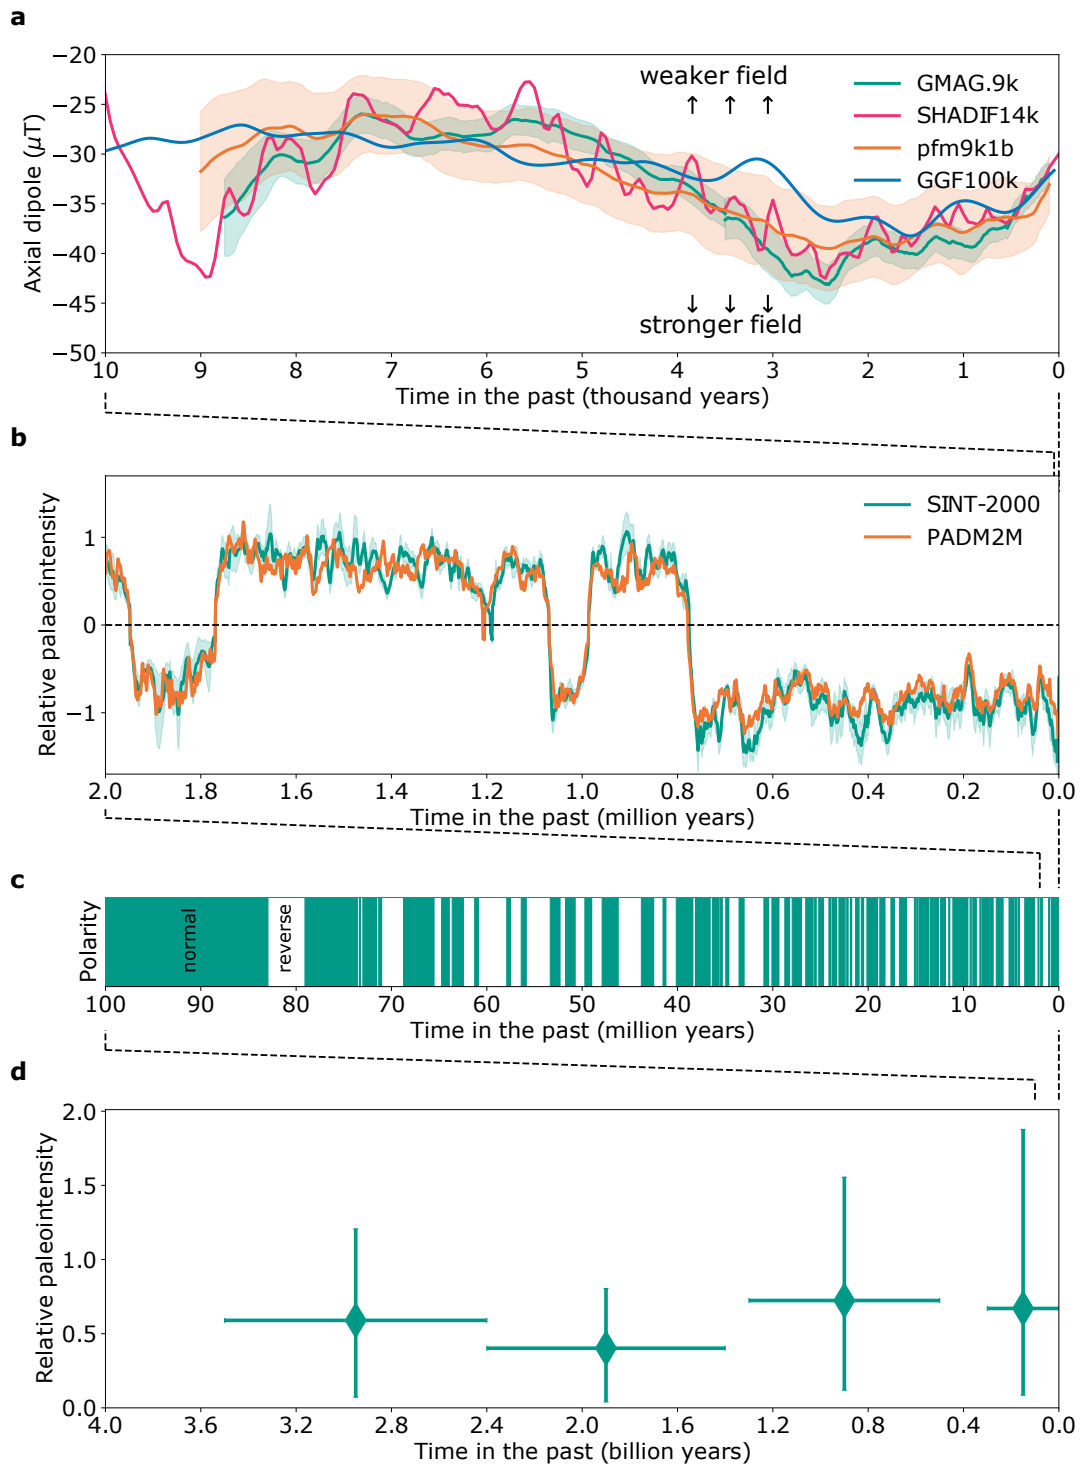 a
−20
−25
−30
−35
−40
−45
−50
Axial dipole (μT)
weaker field
↑ ↑ ↑
GMAG.9k
SHADIF14k
pfm9k1b
GGF100k
↓ ↓ ↓
stronger field
10 9 8 7 6 5 4 3 2 1 0
Time in the past (thousand years)
b
1
0
−1
Relative palaeointensity
SINT-2000
PADM2M
2.0 1.8 1.6 1.4 1.2 1.0 0.8 0.6 0.4 0.2 0.0
Time in the past (million years)
c
Polarity
normal
reverse
100 90 80 70 60 50 40 30 20 10 0
Time in the past (million years)
d
2.0
1.5
1.0
0.5
0.0
Relative paleointensity
4.0 3.6 3.2 2.8 2.4 2.0 1.6 1.2 0.8 0.4 0.0
Time in the past (billion years)